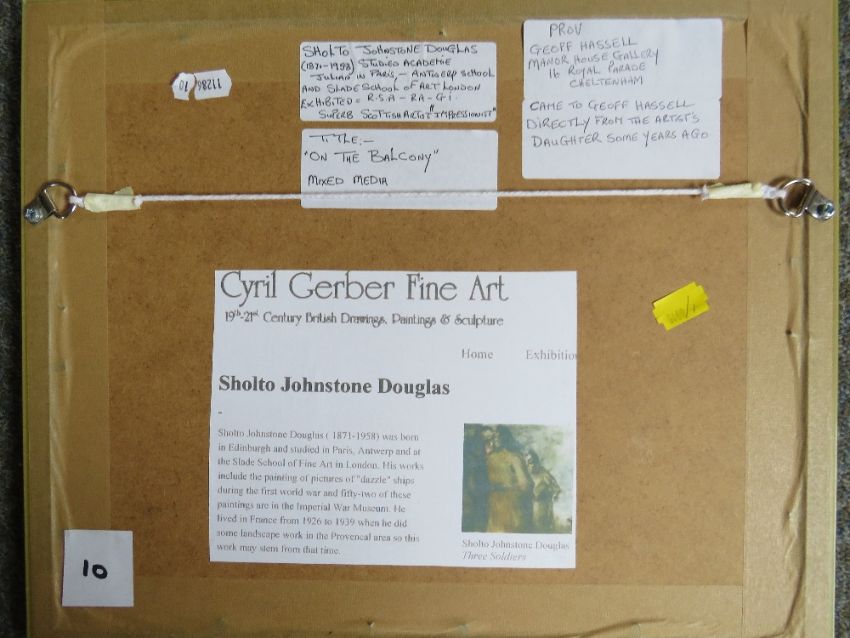 SHOLTO JOHNSTONE DOUGLAS
(1871-1958) STUDIED ACADEMIE
JULIAN IN PARIS, - ANTWERP SCHOOL
AND SLADE SCHOOL OF ART LONDON
EXHIBITED = R.S.A - RA - G.I.
SUPERB SCOTTISH ARTIST "IMPRESSIONIST"
TITLE:-
"ON THE BALCONY"
MIXED MEDIA
PROV
GEOFF HASSELL
MANOR HOUSE GALLERY
16 ROYAL PARADE
CHELTENHAM
CAME TO GEOFF HASSELL
DIRECTLY FROM THE ARTIST'S
DAUGHTER SOME YEARS AGO
11286
10
Cyril Gerber Fine Art
19th-21st Century British Drawings, Paintings & Sculpture
Home Exhibition
Sholto Johnstone Douglas
-
Sholto Johnstone Douglas ( 1871-1958) was born
in Edinburgh and studied in Paris, Antwerp and at
the Slade School of Fine Art in London. His works
include the painting of pictures of "dazzle" ships
during the first world war and fifty-two of these
paintings are in the Imperial War Museum. He
lived in France from 1926 to 1939 when he did
some landscape work in the Provencal area so this
work may stem from that time.
Sholto Johnstone Douglas
Three Soldiers
10